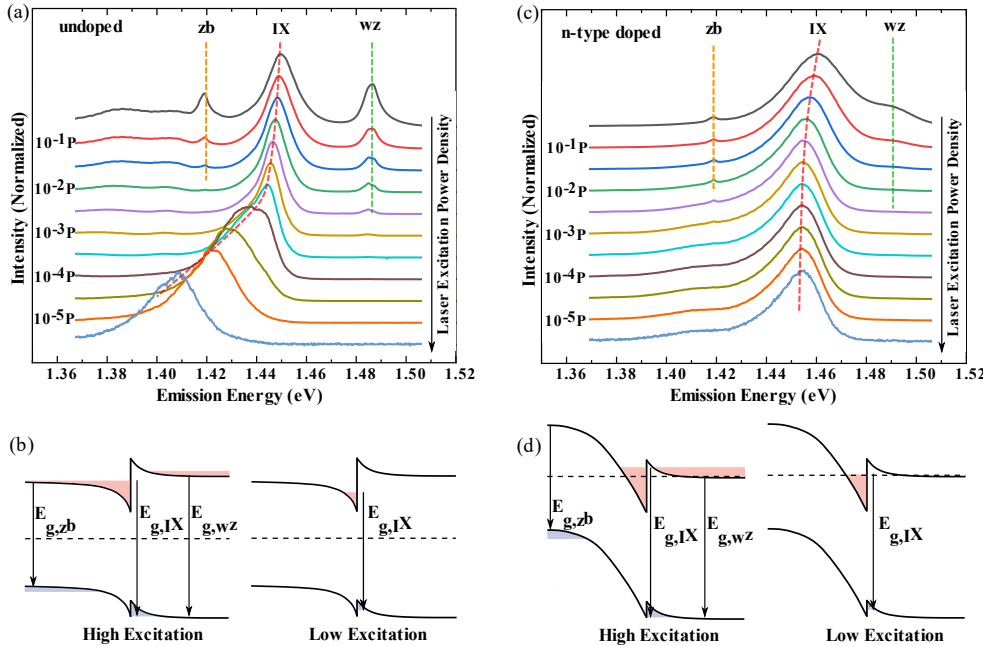 (a)
undoped
zb
IX
wz
10-1P
10-2P
10-3P
10-4P
10-5P
Intensity (Normalized)
Laser Excitation Power Density
1.36 1.38 1.40 1.42 1.44 1.46 1.48 1.50 1.52
Emission Energy (eV)
(c)
n-type doped
zb
IX
wz
10-1P
10-2P
10-3P
10-4P
10-5P
Intensity (Normalized)
Laser Excitation Power Density
1.36 1.38 1.40 1.42 1.44 1.46 1.48 1.50 1.52
Emission Energy (eV)
(b)
E g,zb
E g,IX
E g,wz
High Excitation
E g,IX
Low Excitation
(d)
E g,zb
E g,IX
E g,wz
High Excitation
E g,IX
Low Excitation